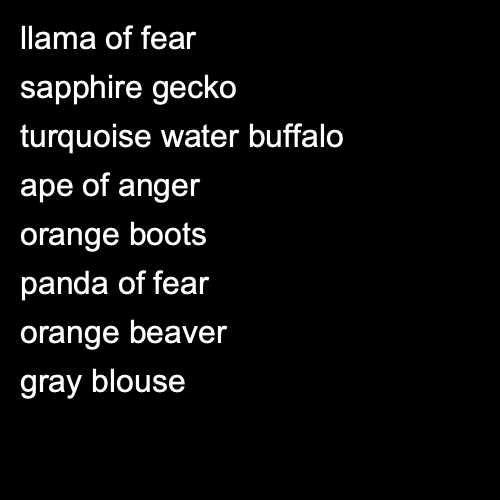 llama of fear
sapphire gecko
turquoise water buffalo
ape of anger
orange boots
panda of fear
orange beaver
gray blouse